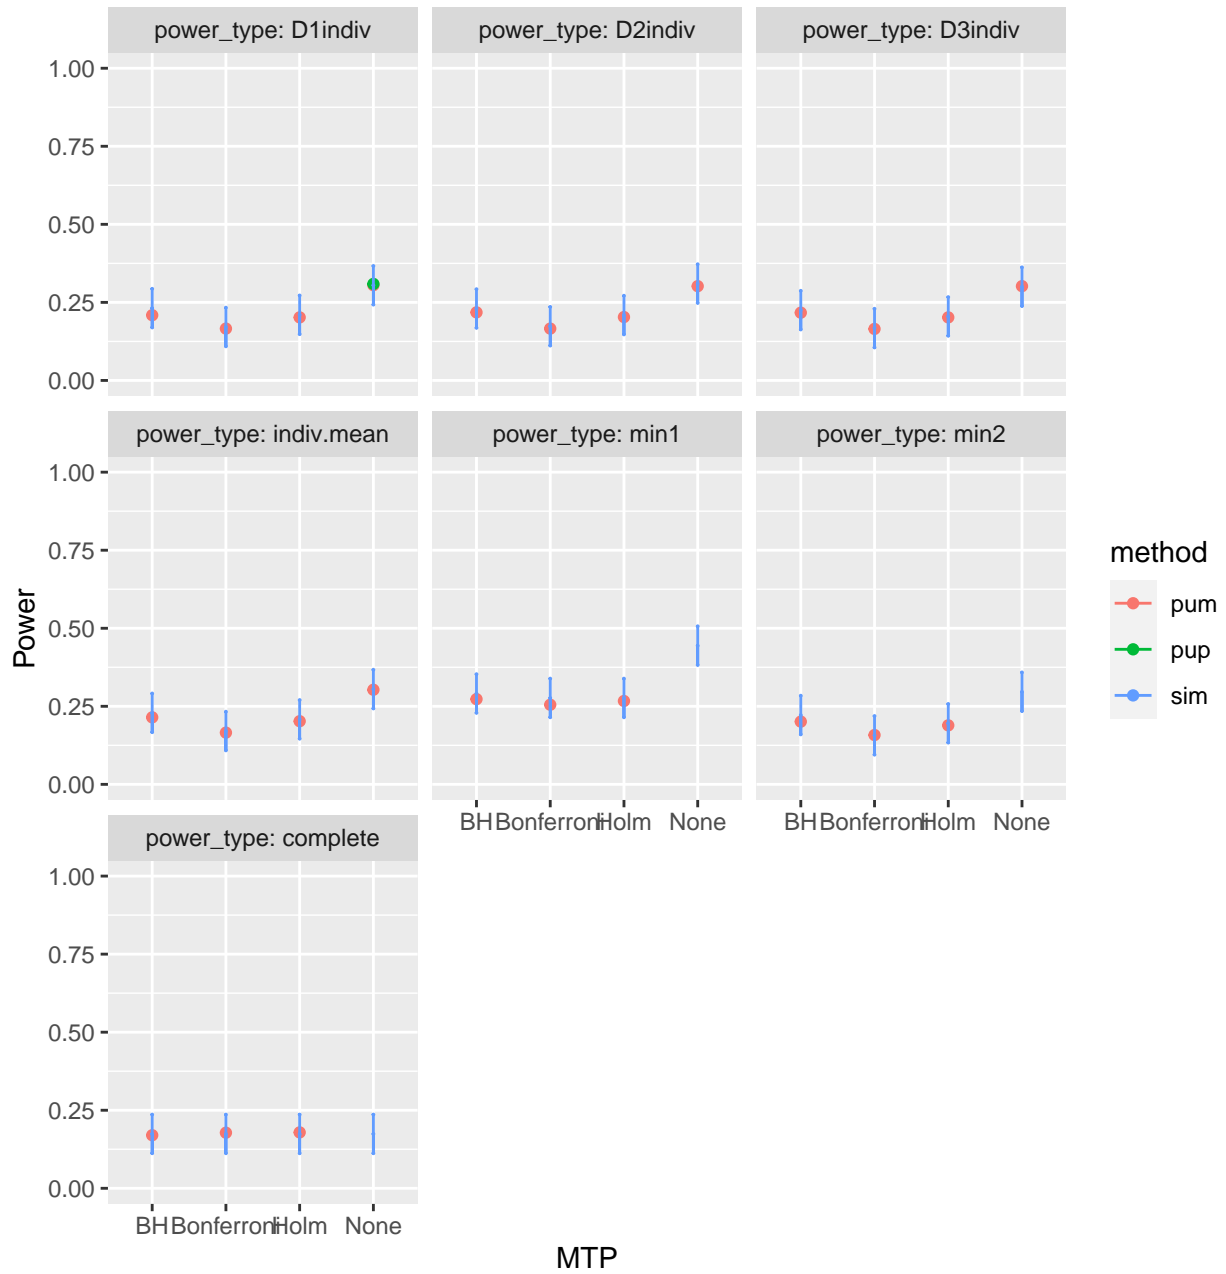 power_type: D1indiv
power_type: D2indiv
power_type: D3indiv
1.00
0.75
0.50
0.25
0.00
power_type: indiv.mean
power_type: min1
power_type: min2
1.00
0.75
0.50
0.25
0.00
BH Bonferroni Holm None
BH Bonferroni Holm None
power_type: complete
1.00
0.75
0.50
0.25
0.00
BH Bonferroni Holm None
MTP
Power
method
pum
pup
sim